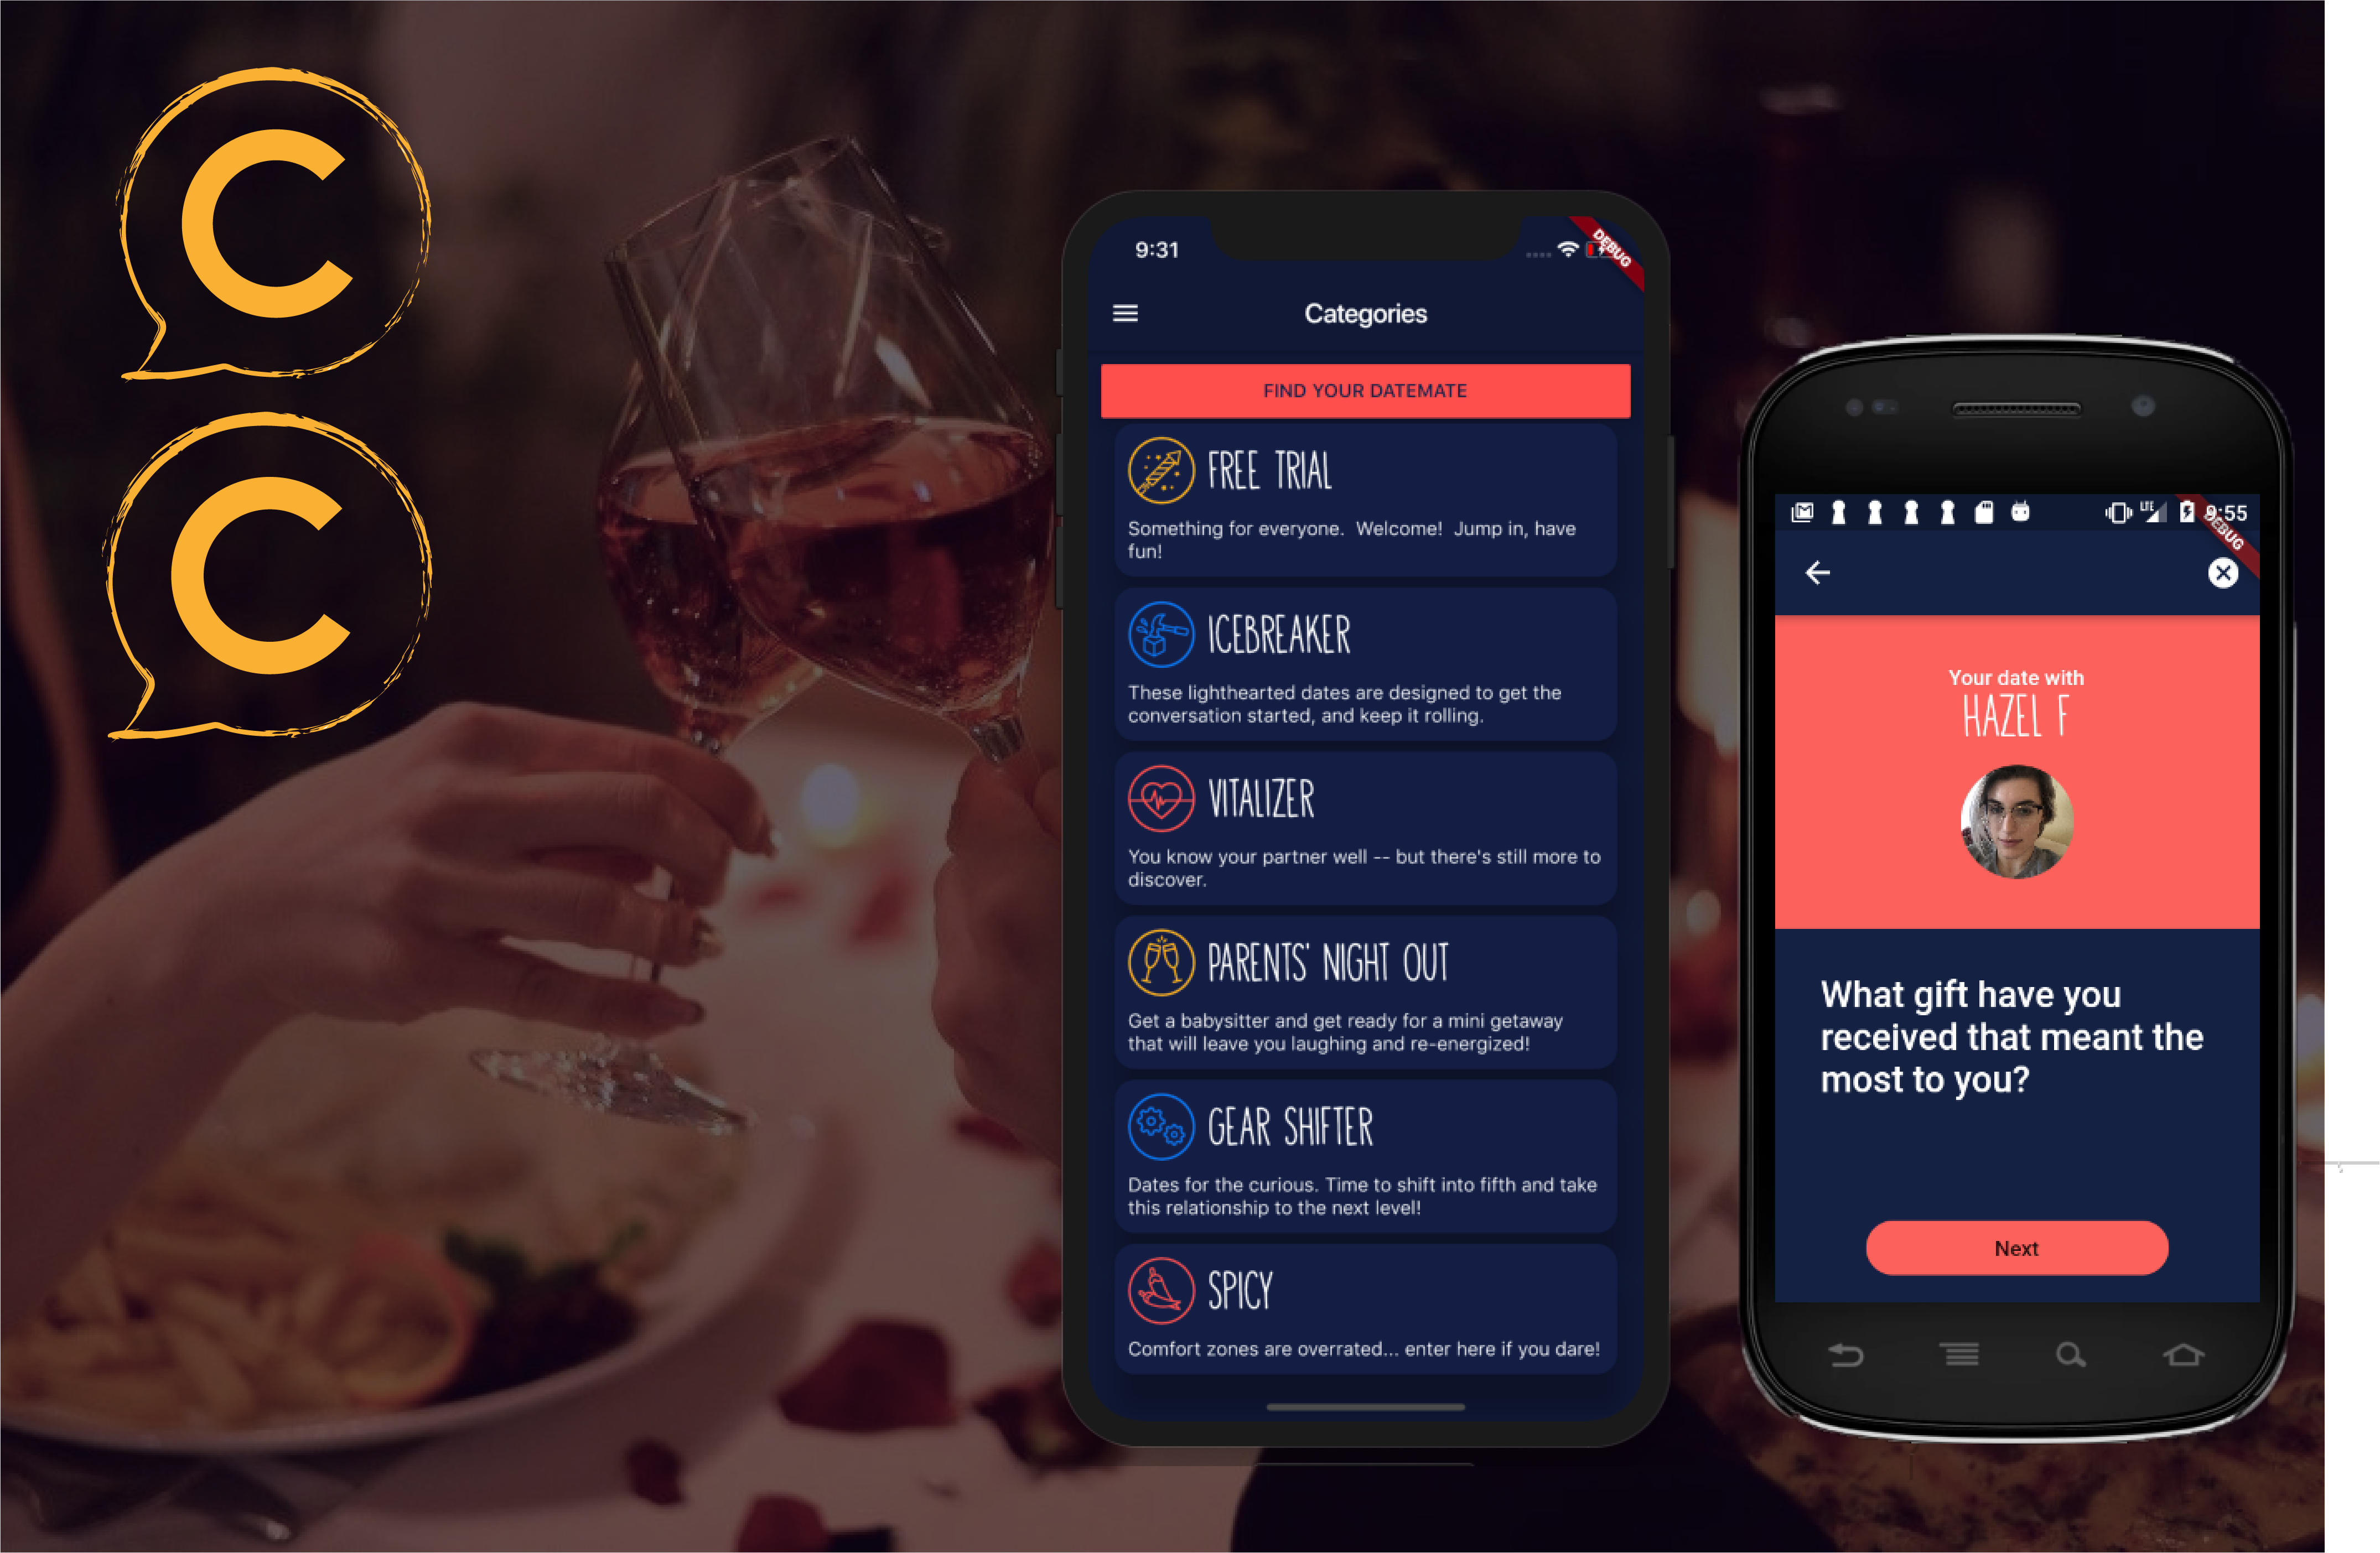 C
C
9:31
DEBUG
Categories
FIND YOUR DATEMATE
FREE TRIAL
Something for everyone.  Welcome!  Jump in, have
fun!
ICEBREAKER
These lighthearted dates are designed to get the
conversation started, and keep it rolling.
VITALIZER
You know your partner well -- but there's still more to
discover.
PARENTS' NIGHT OUT
Get a babysitter and get ready for a mini getaway
that will leave you laughing and re-energized!
GEAR SHIFTER
Dates for the curious. Time to shift into fifth and take
this relationship to the next level!
SPICY
Comfort zones are overrated... enter here if you dare!
LTE 9:55
DEBUG
Your date with
HAZEL F
What gift have you
received that meant the
most to you?
Next